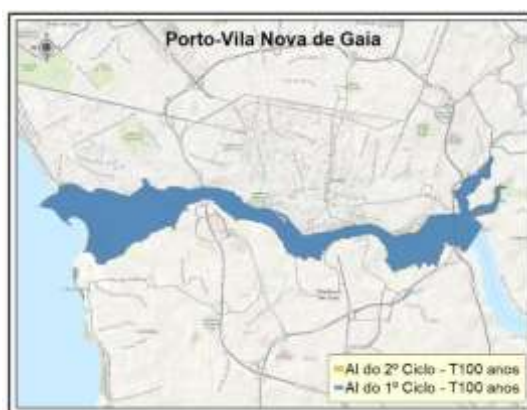 Porto-Vila Nova de Gaia
AI do 2º Ciclo - T100 anos
AI do 1º Ciclo - T100 anos